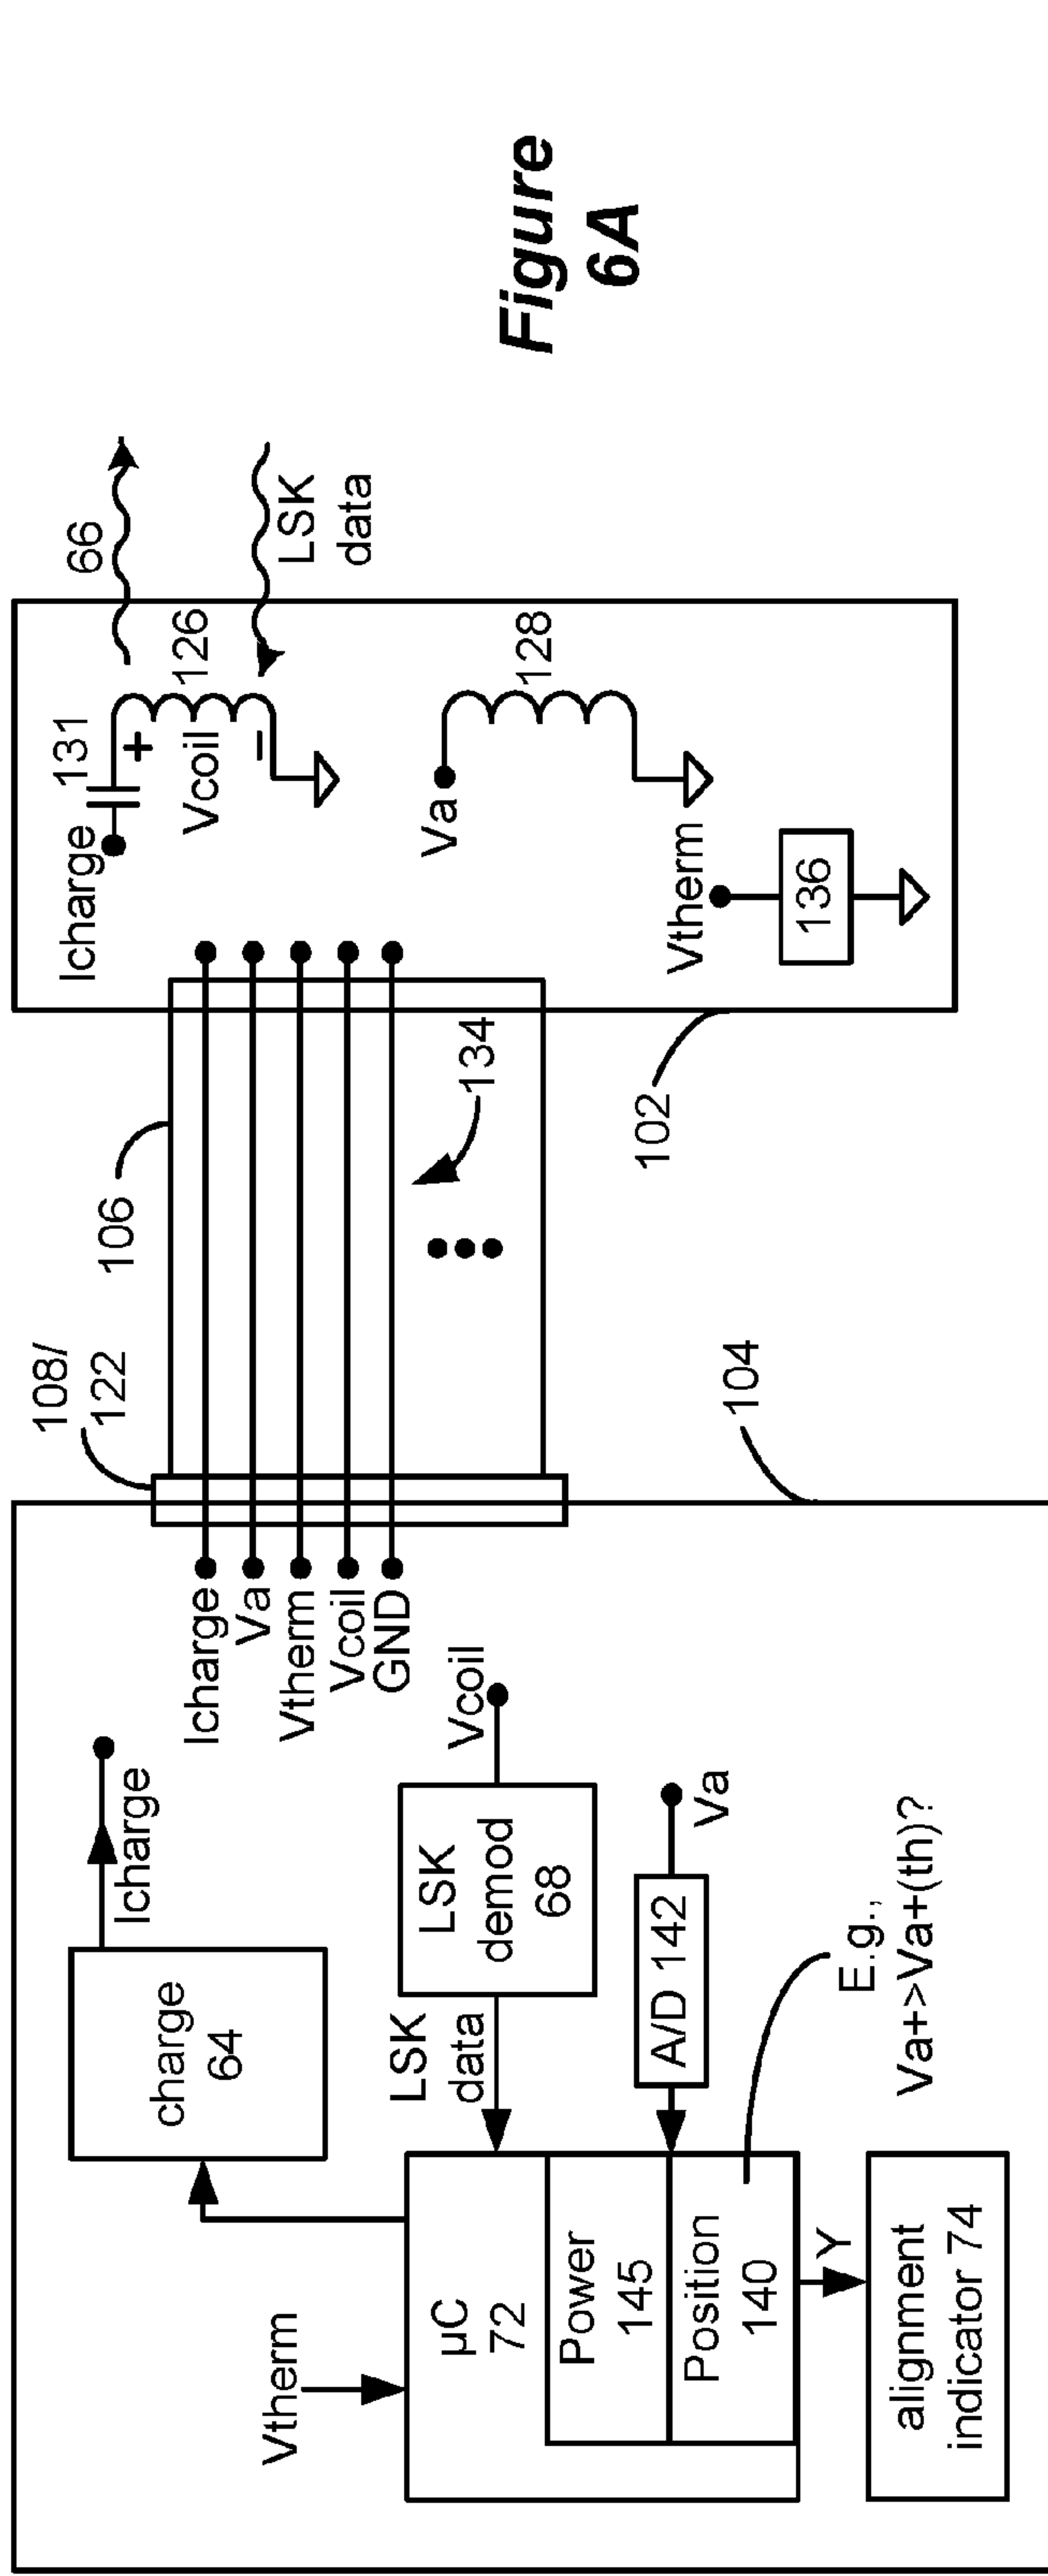 Vtherm
µC
72
Power
145
Position
140
Y
alignment
indicator 74
charge
64
Icharge
LSK
data
LSK
demod
68
Vcoil
A/D 142
Va
E.g.,
Va+>Va+(th)?
Icharge
Va
Vtherm
Vcoil
GND
104
108/
122
106
134
102
Icharge
131
+
Vcoil
–
126
66
LSK
data
Va
128
Vtherm
136
Figure
6A